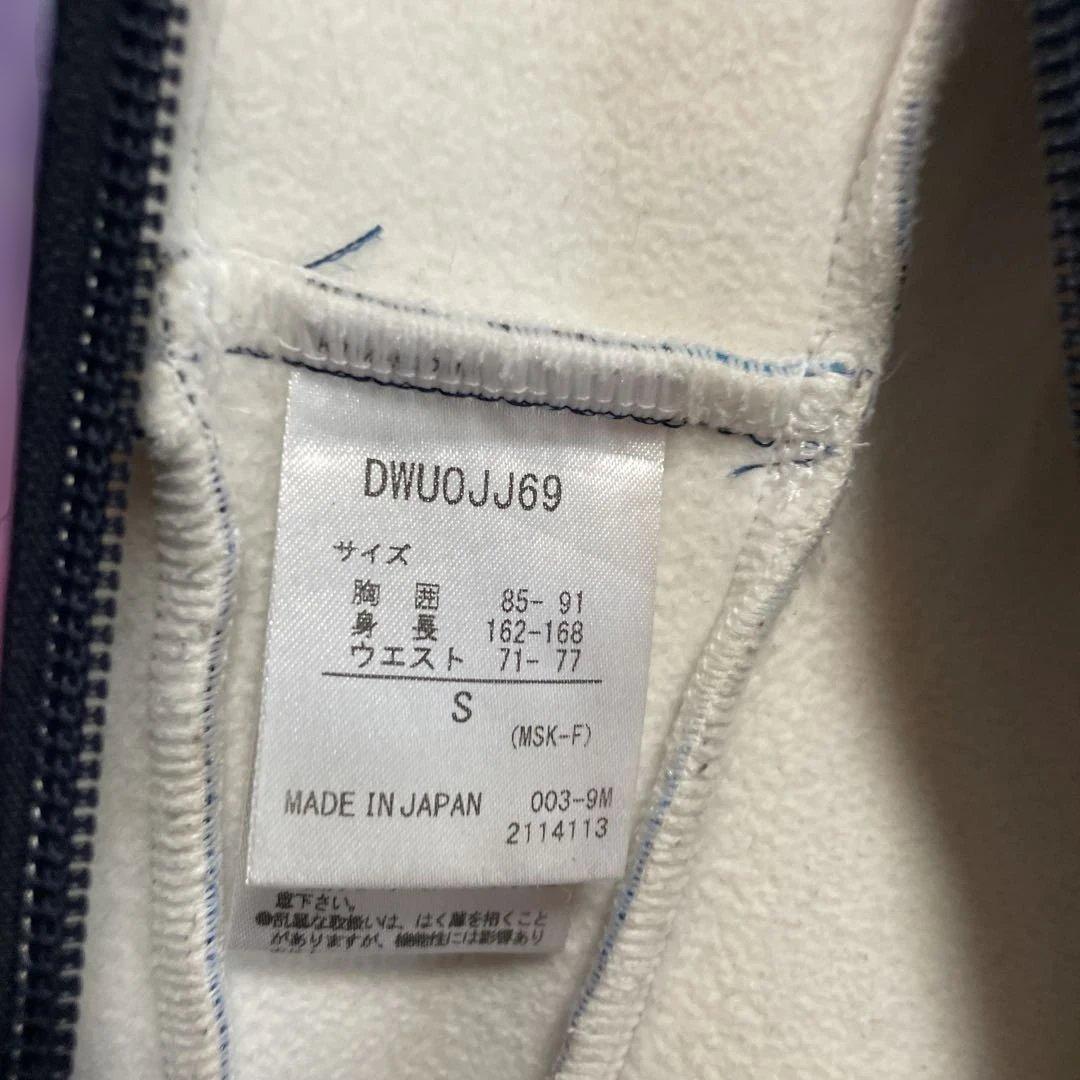 DWU0JJ69
サイズ
胸 囲 85- 91
身 長 162-168
ウエスト 71- 77
S
(MSK-F)
MADE IN JAPAN 003-9M
2114113
下さい。
乱暴な取扱いは、はく離を招くこと
がありますが、機能性には影響あり